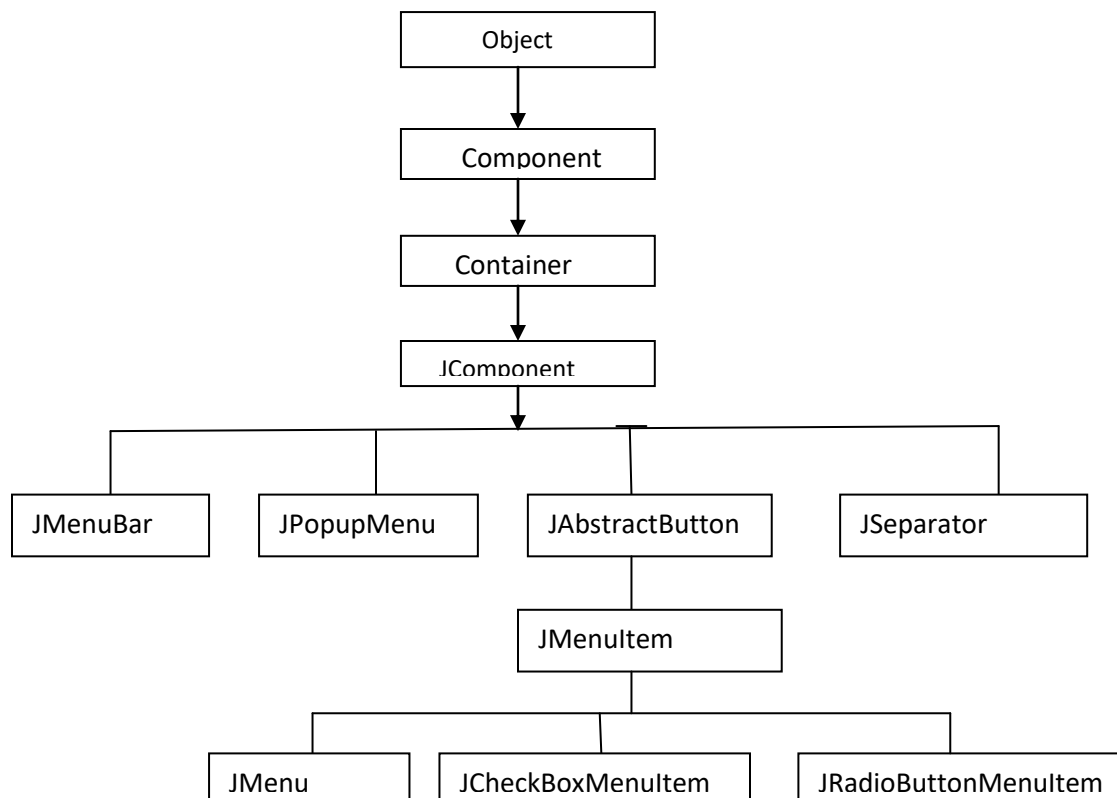 Object
Component
Container
JComponent
JMenuBar JPopupMenu JAbstractButton JSeparator
JMenuItem
JMenu JCheckBoxMenuItem JRadioButtonMenuItem